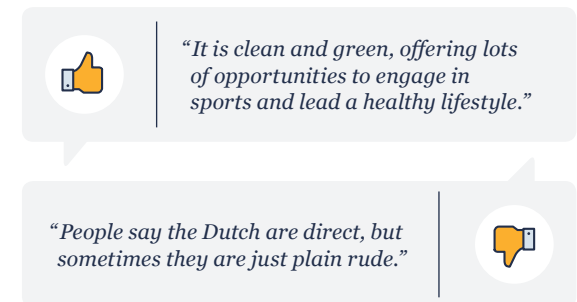 “It is clean and green, offering lots
of opportunities to engage in
sports and lead a healthy lifestyle.”
“People say the Dutch are direct, but
sometimes they are just plain rude.”